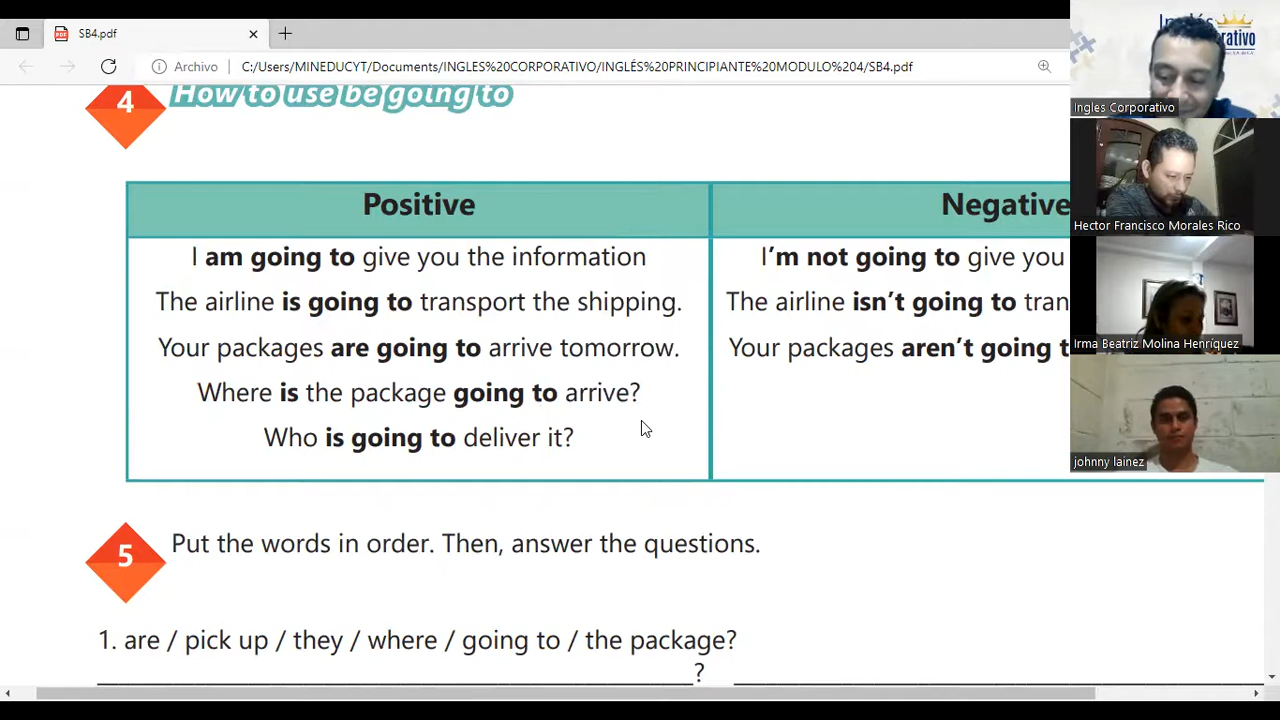 SB4.pdf
Archivo
C:/Users/MINEDUCYT/Documents/INGLES%20CORPORATIVO/INGLÉS%20PRINCIPIANTE%20MODULO%204/SB4.pdf
4
How to use be going to
Positive
Negative
I am going to give you the information
I'm not going to give you
The airline is going to transport the shipping.
The airline isn't going to tran
Your packages are going to arrive tomorrow.
Your packages aren't going t
Where is the package going to arrive?
Who is going to deliver it?
5
Put the words in order. Then, answer the questions.
1. are / pick up / they / where / going to / the package?
?
Inglés
rativo
Ingles Corporativo
Hector Francisco Morales Rico
Irma Beatriz Molina Henríquez
johnny lainez